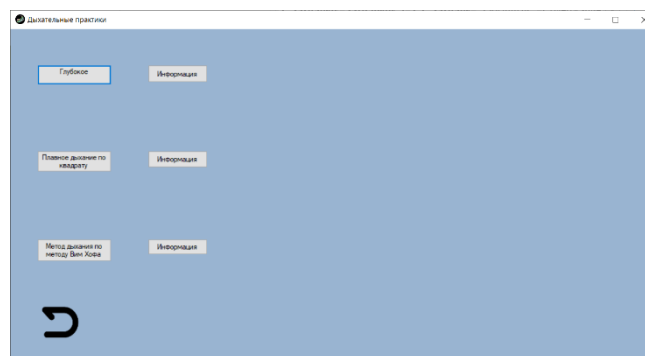 Дыхательные практики
Глубокое
Информация
Плавное дыхание по
квадрату
Информация
Метод дыхания по
методу Вим Хофа
Информация